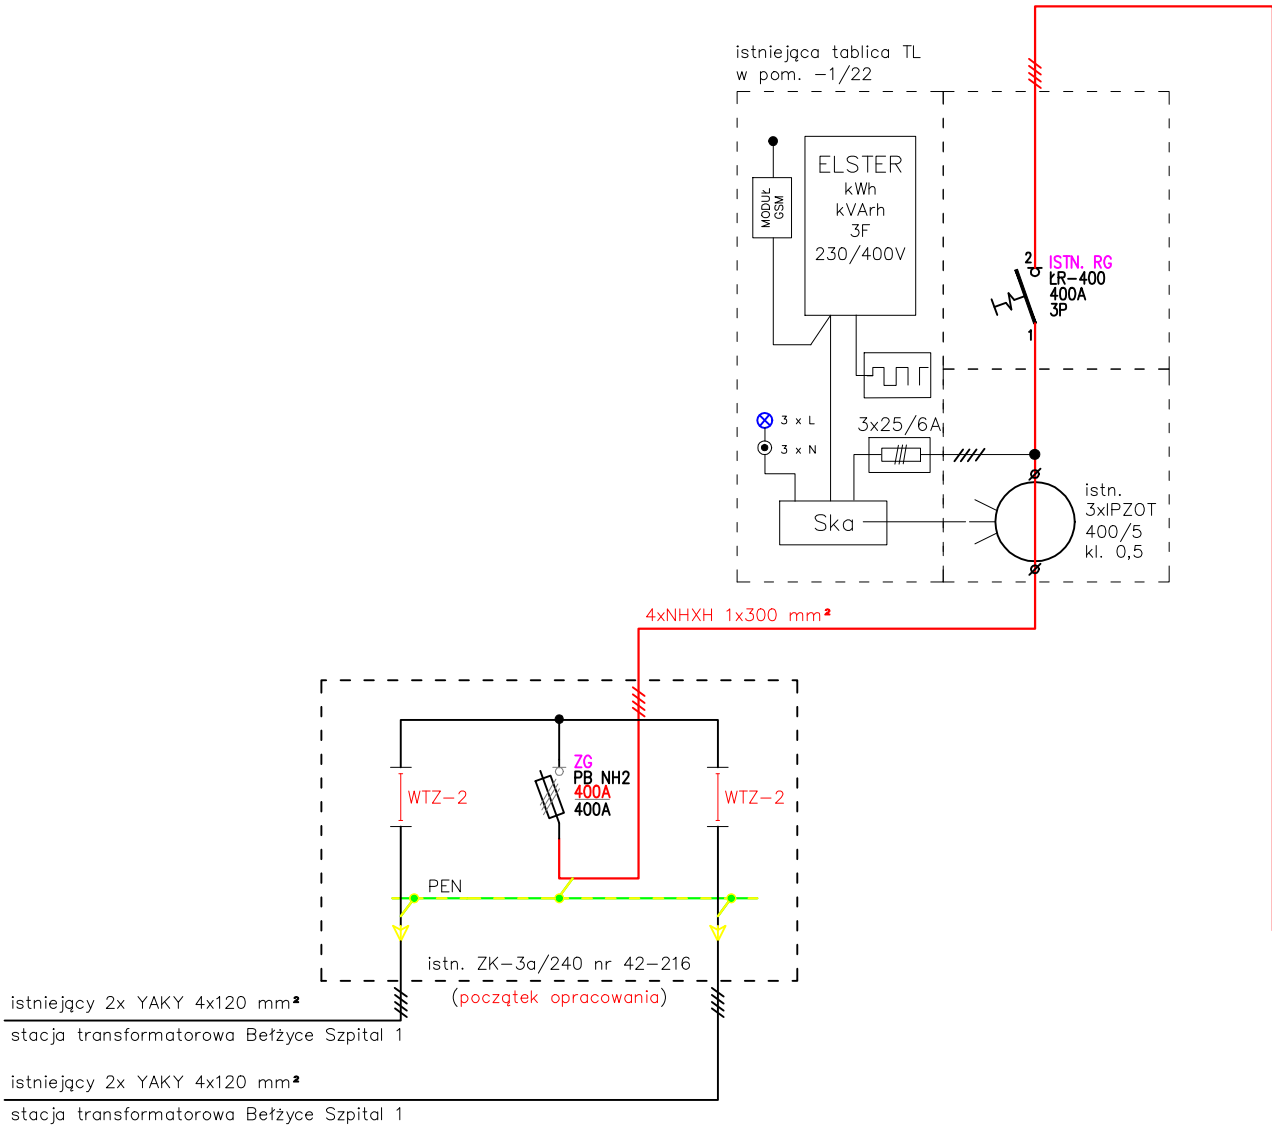 istniejąca tablica TL
w pom. -1/22
ELSTER
kWh
kVArh
3F
230/400V
MODUŁ
GSM
2
ISTN. RG
ŁR-400
400A
3P
1
3 x L
3 x N
3x25/6A
Ska
istn.
3xIPZOT
400/5
kl. 0,5
4xNHXH 1x300 mm²
ZG
PB NH2
400A
400A
WTZ-2
WTZ-2
PEN
istn. ZK-3a/240 nr 42-216
(początek opracowania)
istniejący 2x YAKY 4x120 mm²
stacja transformatorowa Bełżyce Szpital 1
istniejący 2x YAKY 4x120 mm²
stacja transformatorowa Bełżyce Szpital 1